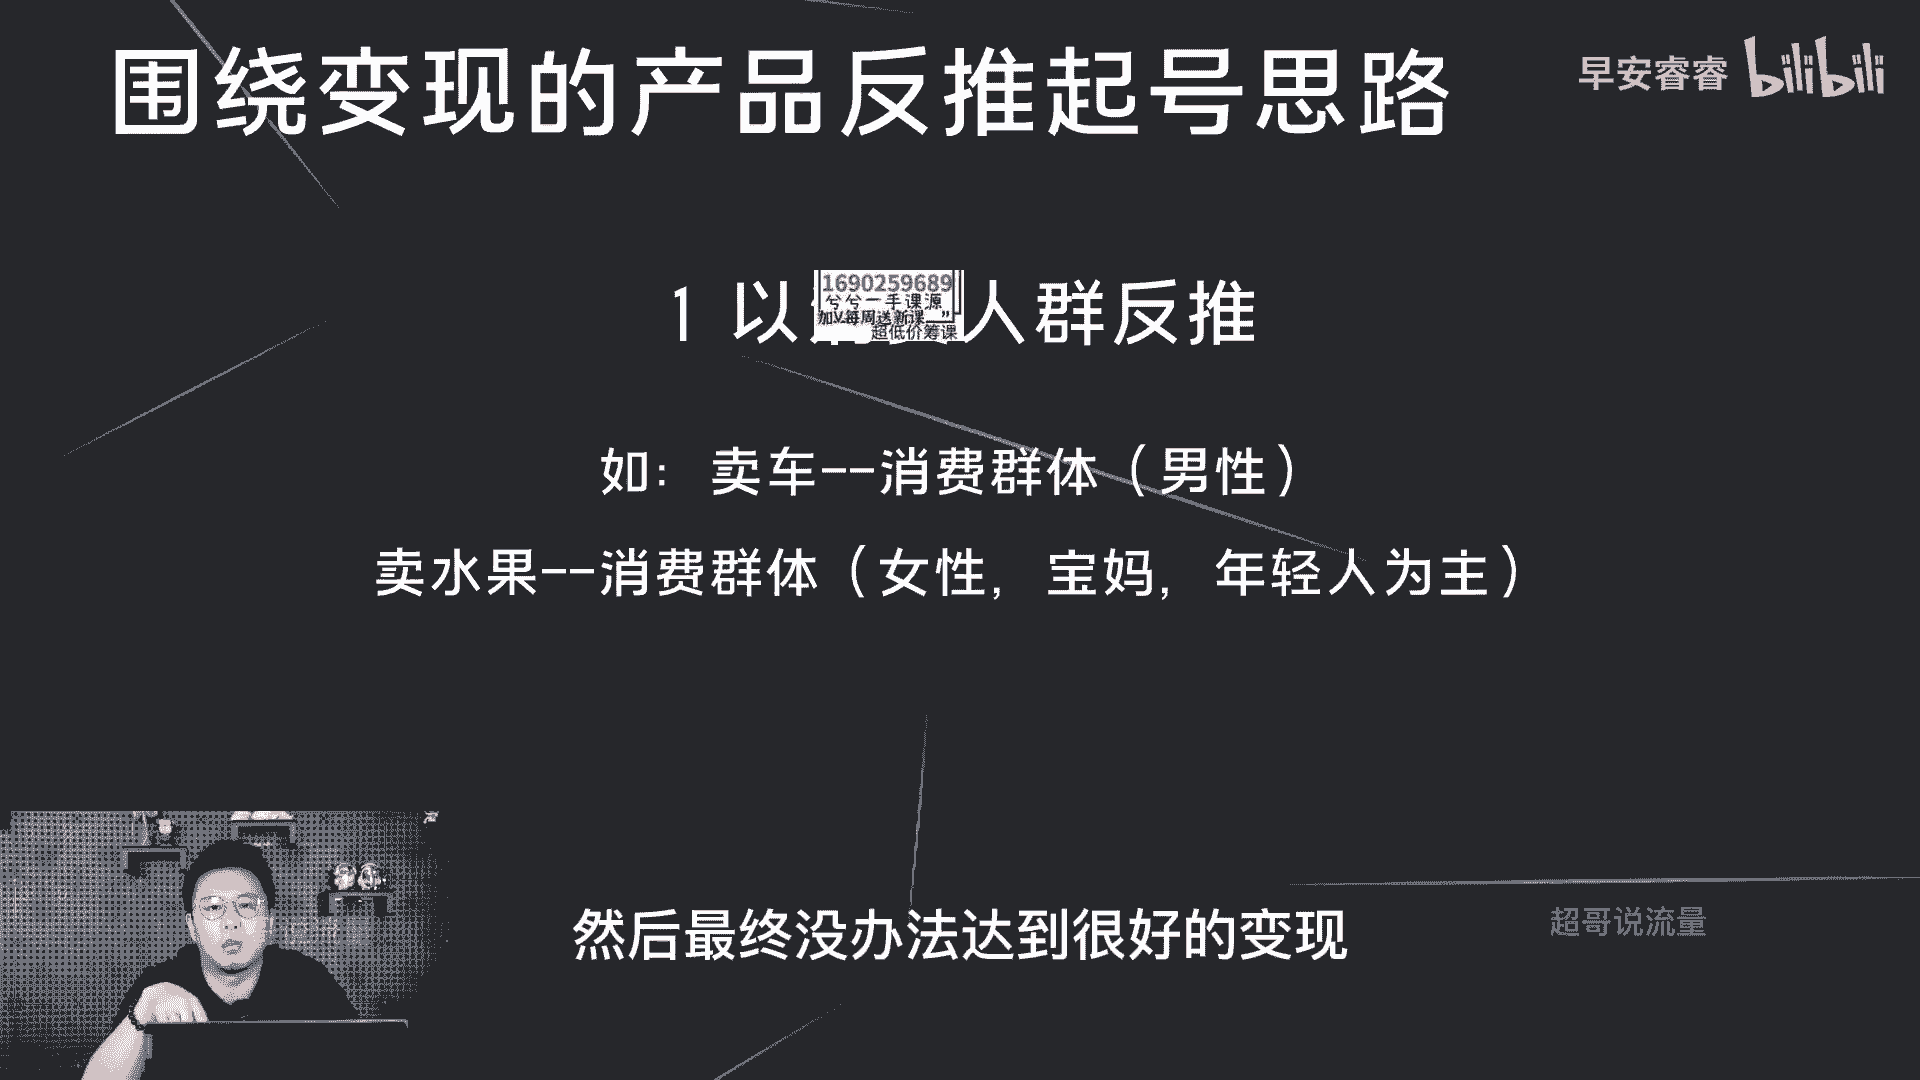 围绕变现的产品反推起号思路
早安睿睿 bilibili
1 以 人群反推
1690259689
兮兮一手课源
加V每周送新课
超低价筹课
如：卖车--消费群体（男性）
卖水果--消费群体（女性，宝妈，年轻人为主）
然后最终没办法达到很好的变现
超哥说流量